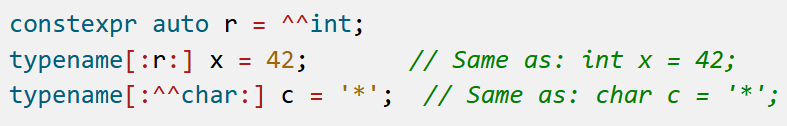 constexpr auto r = ^^int;
typename[:r:] x = 42;       // Same as: int x = 42;
typename[:^^char:] c = '*';  // Same as: char c = '*';